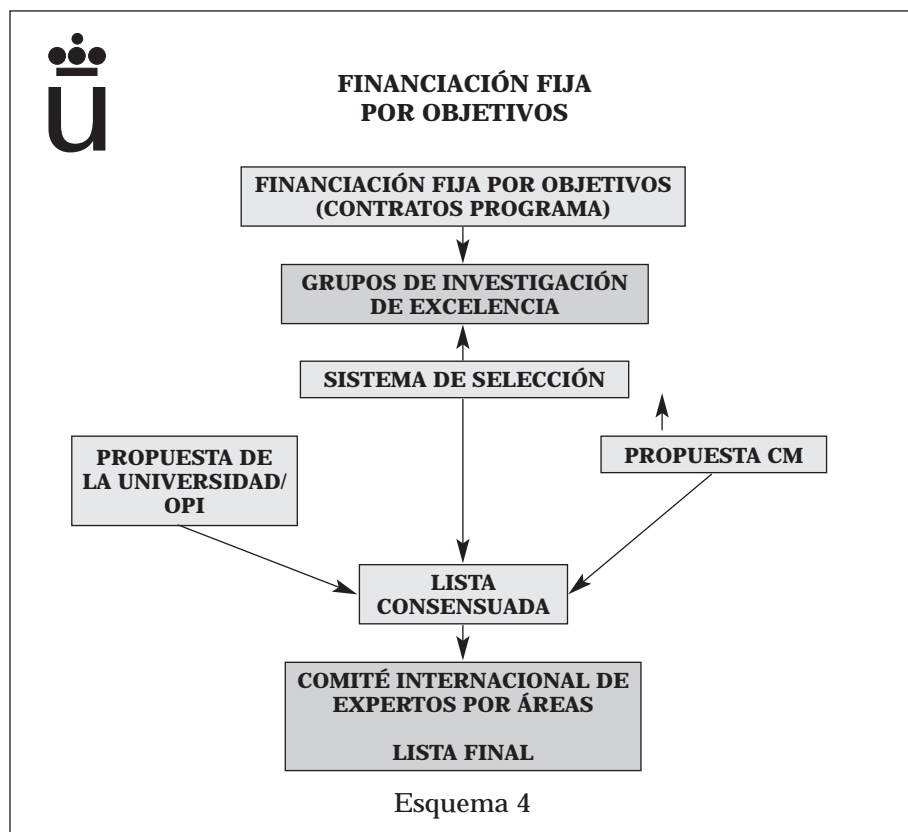 ü
FINANCIACIÓN FIJA
POR OBJETIVOS
FINANCIACIÓN FIJA POR OBJETIVOS
(CONTRATOS PROGRAMA)
GRUPOS DE INVESTIGACIÓN
DE EXCELENCIA
SISTEMA DE SELECCIÓN
PROPUESTA DE
LA UNIVERSIDAD/
OPI
PROPUESTA CM
LISTA
CONSENSUADA
COMITÉ INTERNACIONAL DE
EXPERTOS POR ÁREAS
LISTA FINAL
Esquema 4